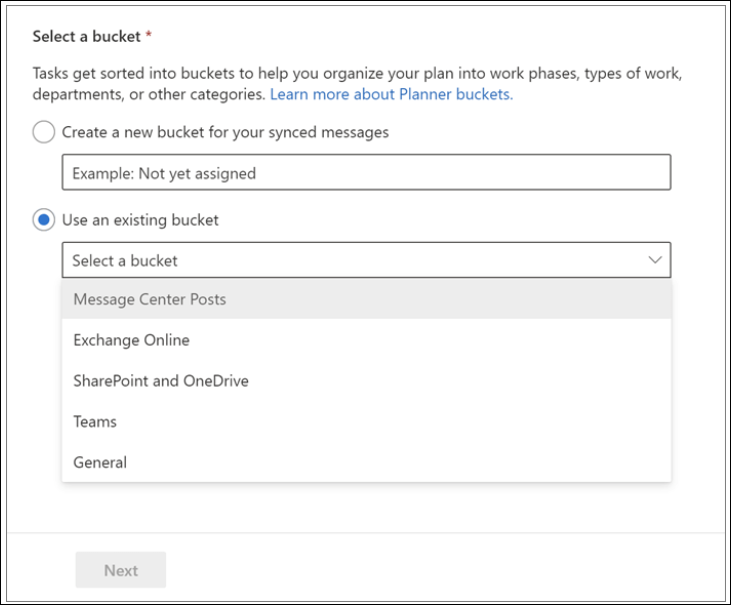 Select a bucket *
Tasks get sorted into buckets to help you organize your plan into work phases, types of work,
departments, or other categories. Learn more about Planner buckets.
Create a new bucket for your synced messages
Example: Not yet assigned
Use an existing bucket
Select a bucket
Message Center Posts
Exchange Online
SharePoint and OneDrive
Teams
General
Next